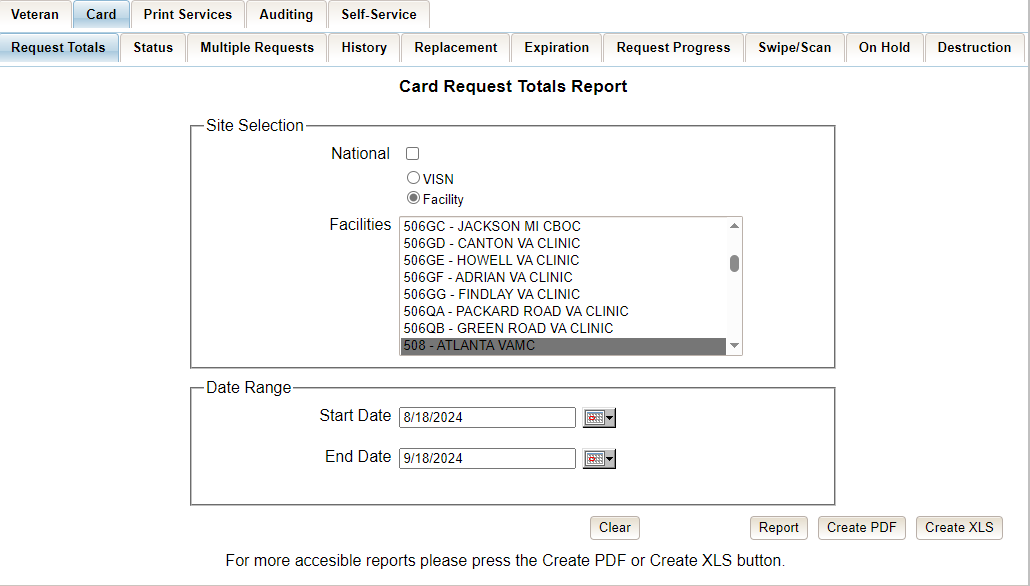 Veteran Card Print Services Auditing Self-Service
Request Totals Status Multiple Requests History Replacement Expiration Request Progress Swipe/Scan On Hold Destruction
Card Request Totals Report
Site Selection
National
VISN
Facility
Facilities
506GC - JACKSON MI CBOC
506GD - CANTON VA CLINIC
506GE - HOWELL VA CLINIC
506GF - ADRIAN VA CLINIC
506GG - FINDLAY VA CLINIC
506QA - PACKARD ROAD VA CLINIC
506QB - GREEN ROAD VA CLINIC
508 - ATLANTA VAMC
Date Range
Start Date 8/18/2024
End Date 9/18/2024
Clear Report Create PDF Create XLS
For more accesible reports please press the Create PDF or Create XLS button.